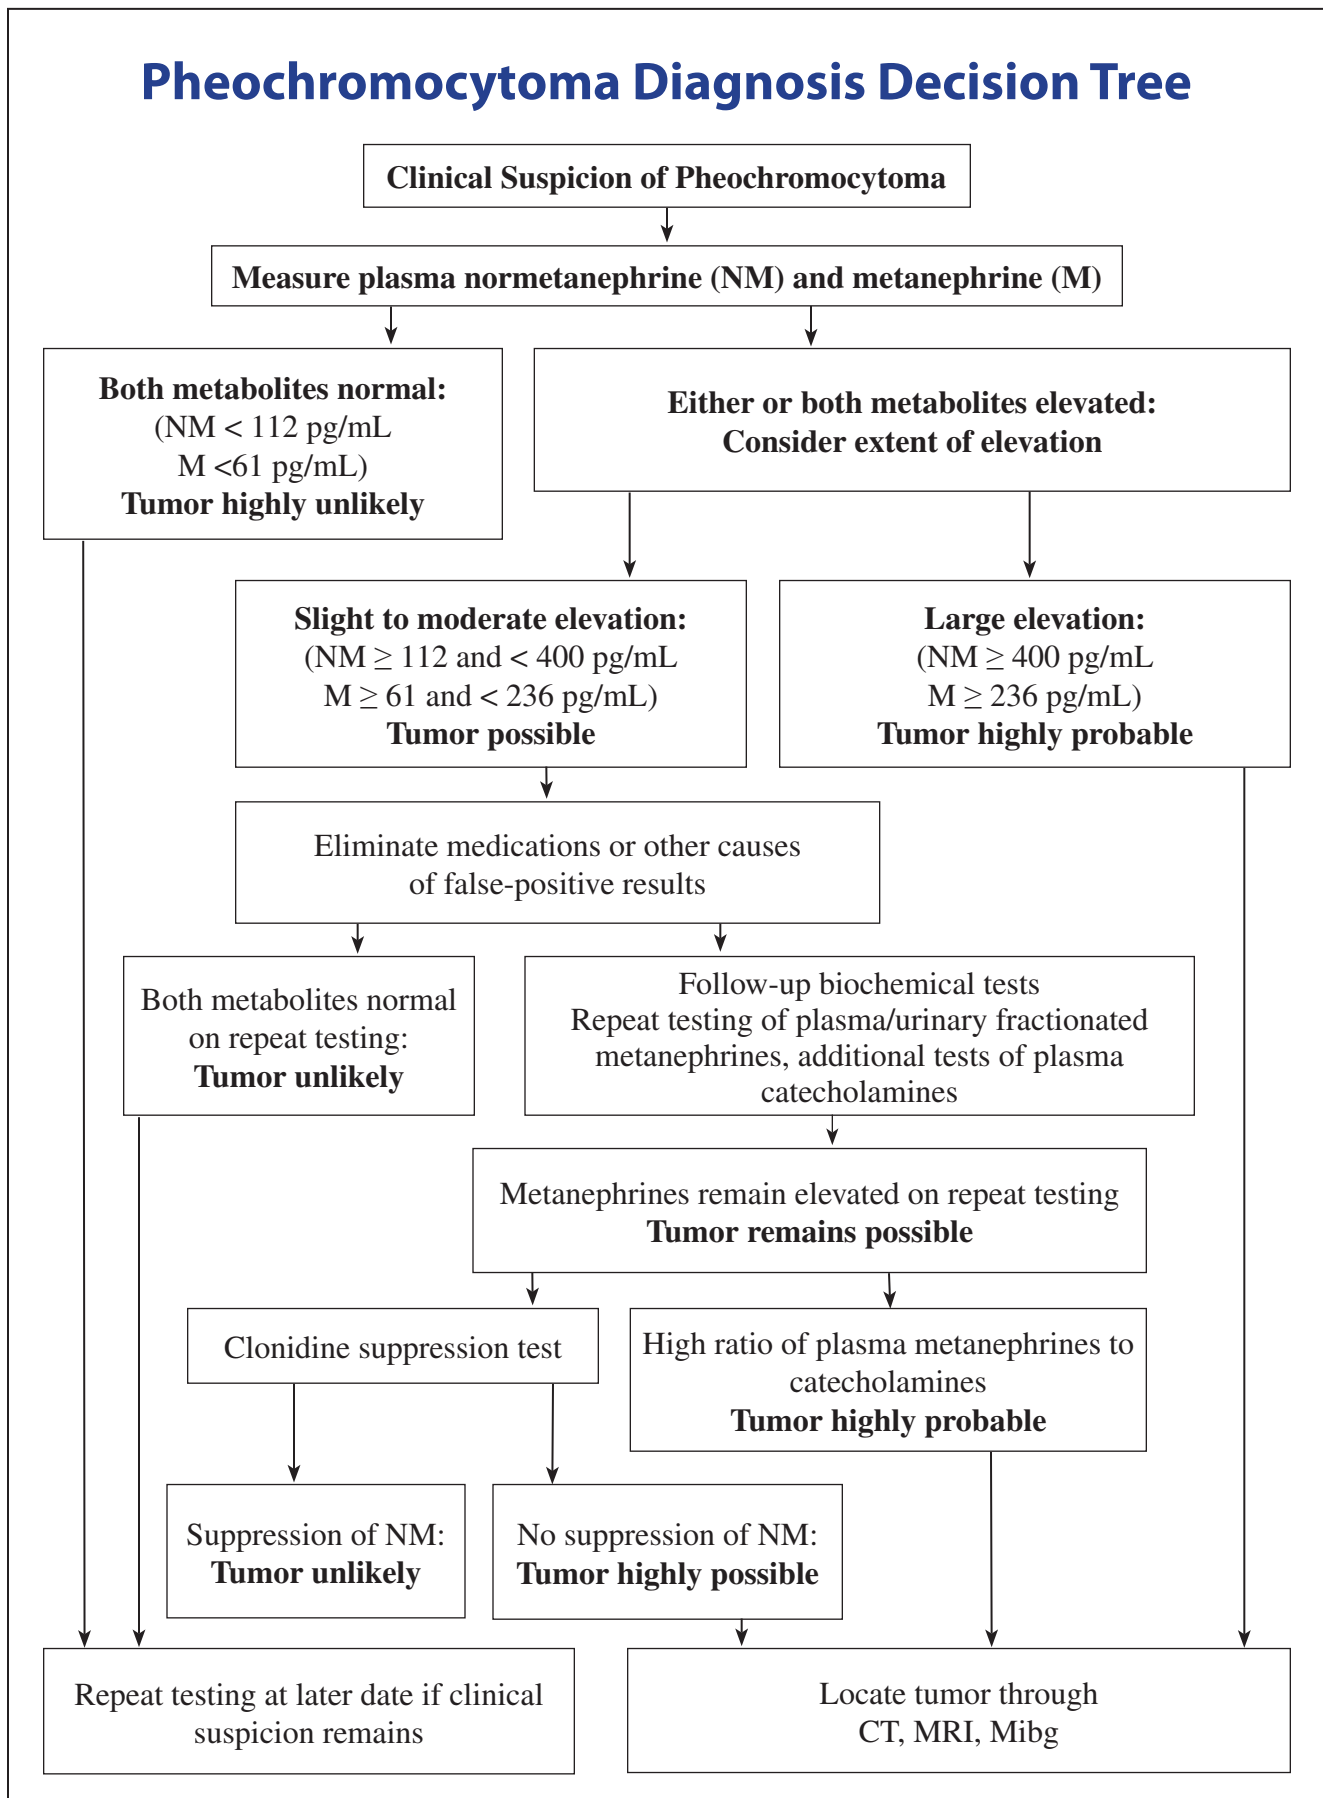 Pheochromocytoma Diagnosis Decision Tree
Clinical Suspicion of Pheochromocytoma
Measure plasma normetanephrine (NM) and metanephrine (M)
Both metabolites normal:
(NM < 112 pg/mL
M <61 pg/mL)
Tumor highly unlikely
Either or both metabolites elevated:
Consider extent of elevation
Slight to moderate elevation:
(NM ≥ 112 and < 400 pg/mL
M ≥ 61 and < 236 pg/mL)
Tumor possible
Large elevation:
(NM ≥ 400 pg/mL
M ≥ 236 pg/mL)
Tumor highly probable
Eliminate medications or other causes
of false-positive results
Both metabolites normal
on repeat testing:
Tumor unlikely
Follow-up biochemical tests
Repeat testing of plasma/urinary fractionated
metanephrines, additional tests of plasma
catecholamines
Metanephrines remain elevated on repeat testing
Tumor remains possible
Clonidine suppression test
High ratio of plasma metanephrines to
catecholamines
Tumor highly probable
Suppression of NM:
Tumor unlikely
No suppression of NM:
Tumor highly possible
Repeat testing at later date if clinical
suspicion remains
Locate tumor through
CT, MRI, Mibg